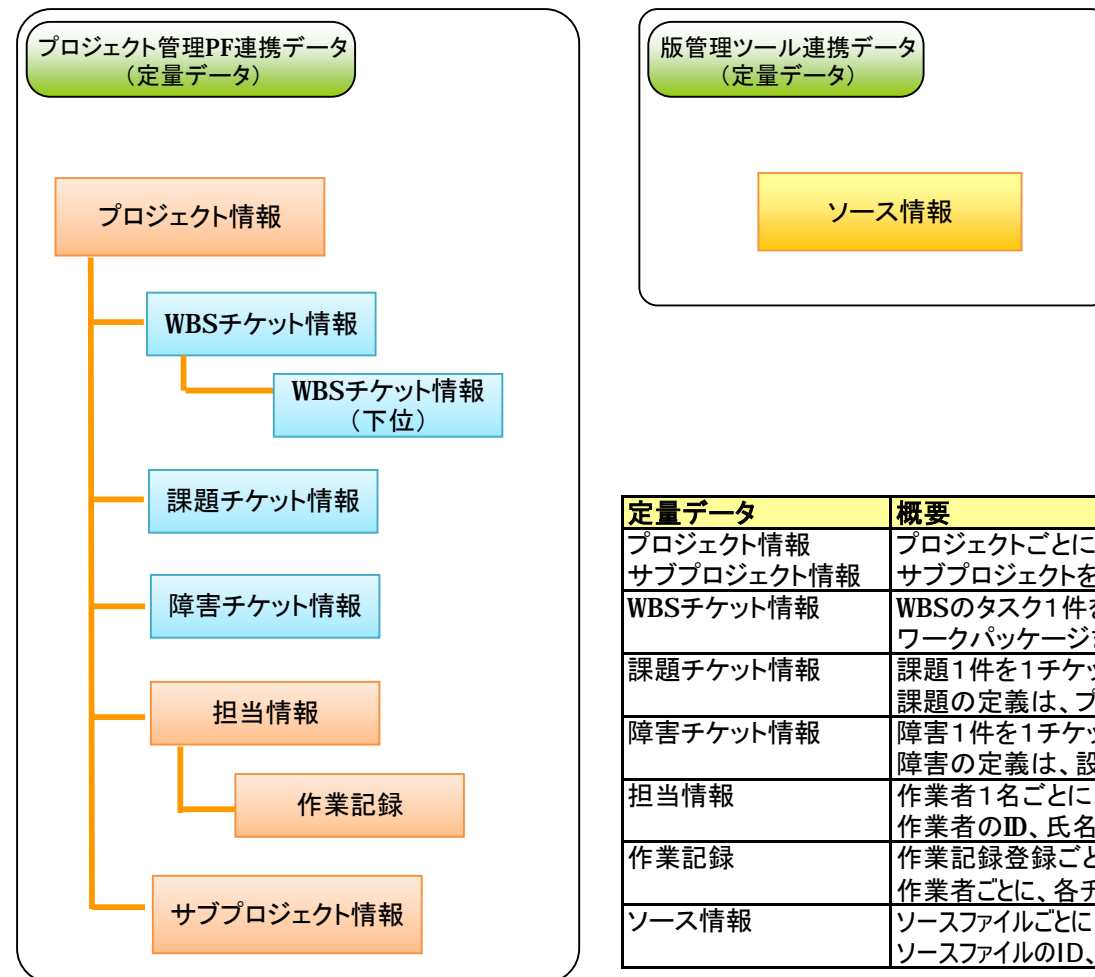 プロジェクト管理PF連携データ
（定量データ）
プロジェクト情報
WBSチケット情報
WBSチケット情報
（下位）
課題チケット情報
障害チケット情報
担当情報
作業記録
サブプロジェクト情報
版管理ツール連携データ
（定量データ）
ソース情報
定量データ 概要
プロジェクト情報 プロジェクトごとに
サブプロジェクト情報 サブプロジェクトを
WBSチケット情報 WBSのタスク１件を
ワークパッケージ
課題チケット情報 課題１件を１チケッ
課題の定義は、プ
障害チケット情報 障害１件を１チケッ
障害の定義は、設
担当情報 作業者１名ごとに
作業者のID、氏名
作業記録 作業記録登録ごと
作業者ごとに、各チ
ソース情報 ソースファイルごとに
ソースファイルのID、